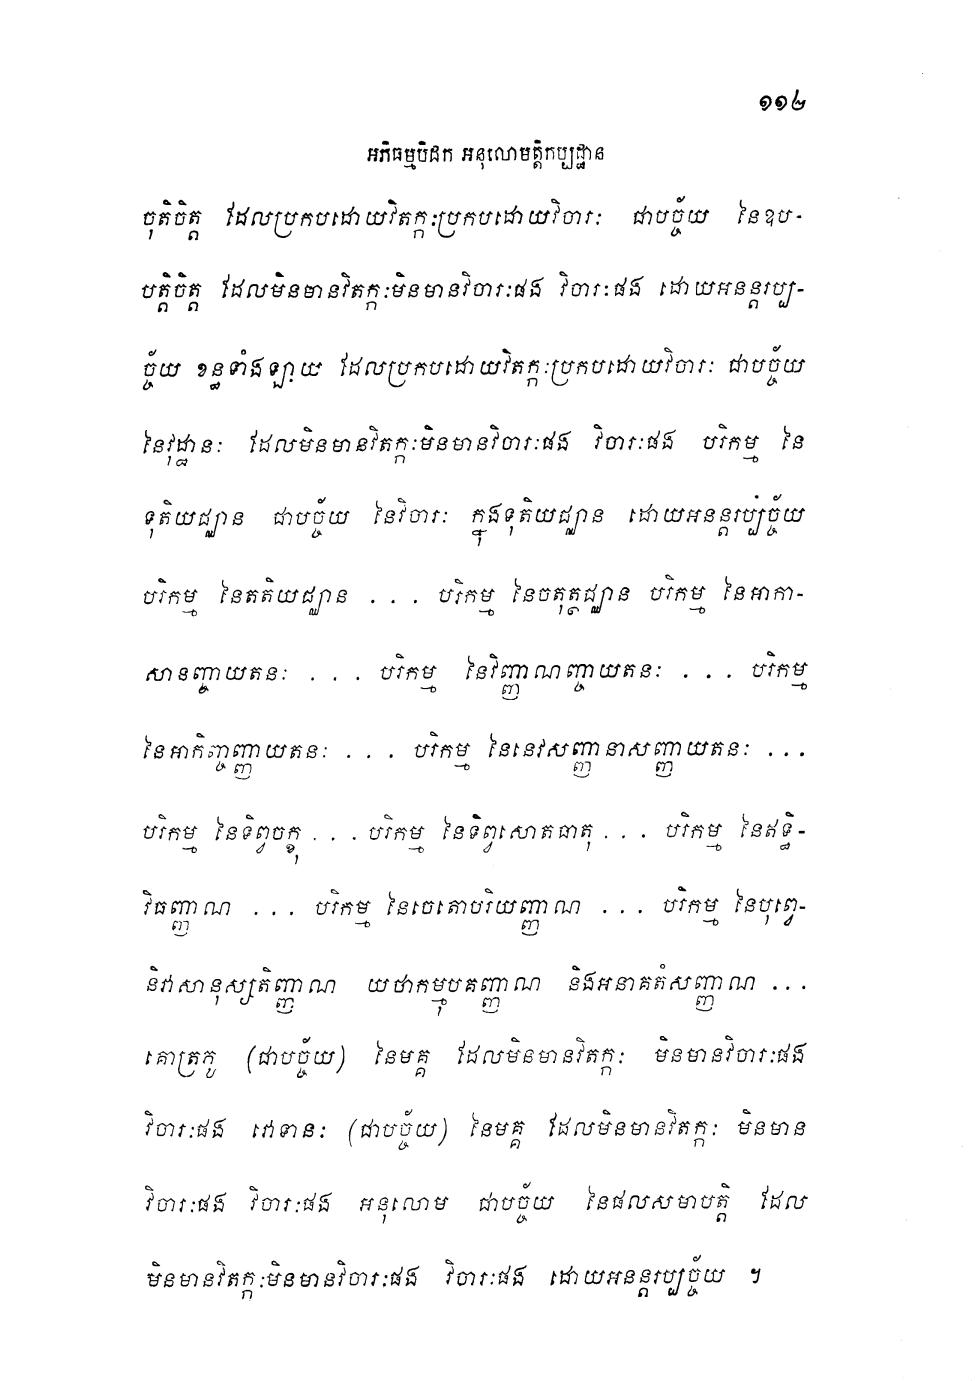 ១១២
អភិធម្មបិដក អនុលោមត្តិកប្បដ្ឋាន
ចុតិចិត្ត ដែលប្រកបដោយវិតក្កៈប្រកបដោយវិចារៈ ជាបច្ច័យ នៃឧប-
បត្តិចិត្ត ដែលមិនមានវិតក្កៈមិនមានវិចារៈផង វិចារៈផង ដោយអនន្តរប្ប-
ច្ច័យ ខន្ធទាំងឡាយ ដែលប្រកបដោយវិតក្កៈប្រកបដោយវិចារៈ ជាបច្ច័យ
នៃវុដ្ឋានៈ ដែលមិនមានវិតក្កៈមិនមានវិចារៈផង វិចារៈផង បរិកម្ម នៃ
ទុតិយជ្ឈាន ជាបច្ច័យ នៃវិចារៈ ក្នុងទុតិយជ្ឈាន ដោយអនន្តរប្បច្ច័យ
បរិកម្ម នៃតតិយជ្ឈាន . . . បរិកម្ម នៃចតុត្ថជ្ឈាន បរិកម្ម នៃអាកា-
សានញ្ចាយតនៈ . . . បរិកម្ម នៃវិញ្ញាណញ្ចាយតនៈ . . . បរិកម្ម
នៃអាកិញ្ចញ្ញាយតនៈ . . . បរិកម្ម នៃនេវសញ្ញានាសញ្ញាយតនៈ . . .
បរិកម្ម នៃទិព្វចក្ខុ . . . បរិកម្ម នៃទិព្វសោតធាតុ . . . បរិកម្ម នៃឥទ្ធិ-
វិធញ្ញាណ . . . បរិកម្ម នៃចេតោបរិយញ្ញាណ . . . បរិកម្ម នៃបុព្វេ-
និវាសានុស្សតិញ្ញាណ យថាកម្មុបគញ្ញាណ និងអនាគតំសញ្ញាណ . . .
គោត្រភូ (ជាបច្ច័យ) នៃមគ្គ ដែលមិនមានវិតក្កៈ មិនមានវិចារៈផង
វិចារៈផង វោទានៈ (ជាបច្ច័យ) នៃមគ្គ ដែលមិនមានវិតក្កៈ មិនមាន
វិចារៈផង វិចារៈផង អនុលោម ជាបច្ច័យ នៃផលសមាបត្តិ ដែល
មិនមានវិតក្កៈមិនមានវិចារៈផង វិចារៈផង ដោយអនន្តរប្បច្ច័យ ។